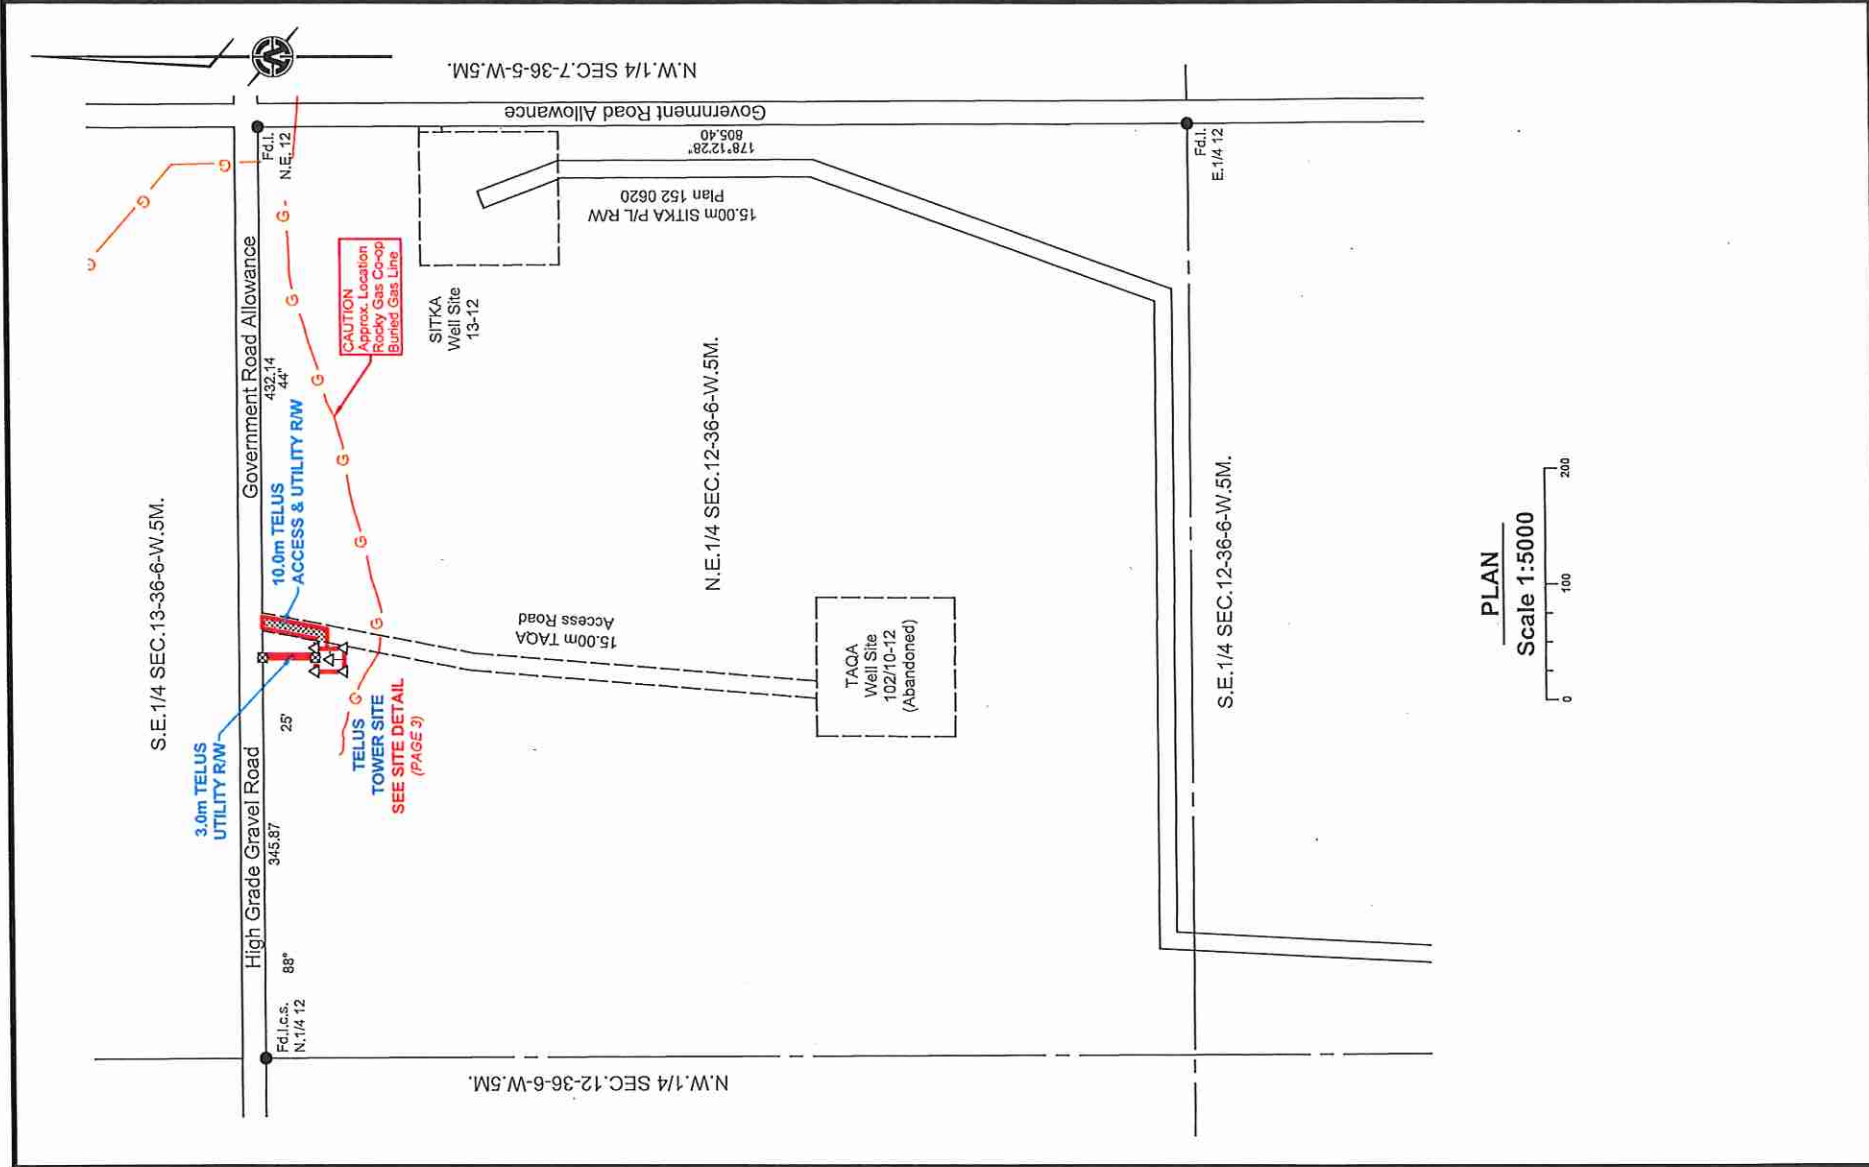 N.W.1/4 SEC.7-36-5-W.5M.
Government Road Allowance
178°12'28"
805.40
Fd.I.
N.E. 12
Fd.I.
E.1/4 12
15.00m SITKA P/L R/W
Plan 152 0620
SITKA
Well Site
13-12
CAUTION
Approx. Location
Rocky Gas Co-op
Buried Gas Line
G
G
G
G
G
G
G
G
G
G
G
S.E.1/4 SEC.13-36-6-W.5M.
Government Road Allowance
432.14
44"
10.0m TELUS
ACCESS & UTILITY R/W
3.0m TELUS
UTILITY R/W
25'
High Grade Gravel Road
345.87
88°
Fd.I.c.s.
N.1/4 12
TELUS
TOWER SITE
SEE SITE DETAIL
(PAGE 3)
15.00m TAQA
Access Road
N.E.1/4 SEC.12-36-6-W.5M.
TAQA
Well Site
102/10-12
(Abandoned)
N.W.1/4 SEC.12-36-6-W.5M.
S.E.1/4 SEC.12-36-6-W.5M.
PLAN
Scale 1:5000
0 100 200